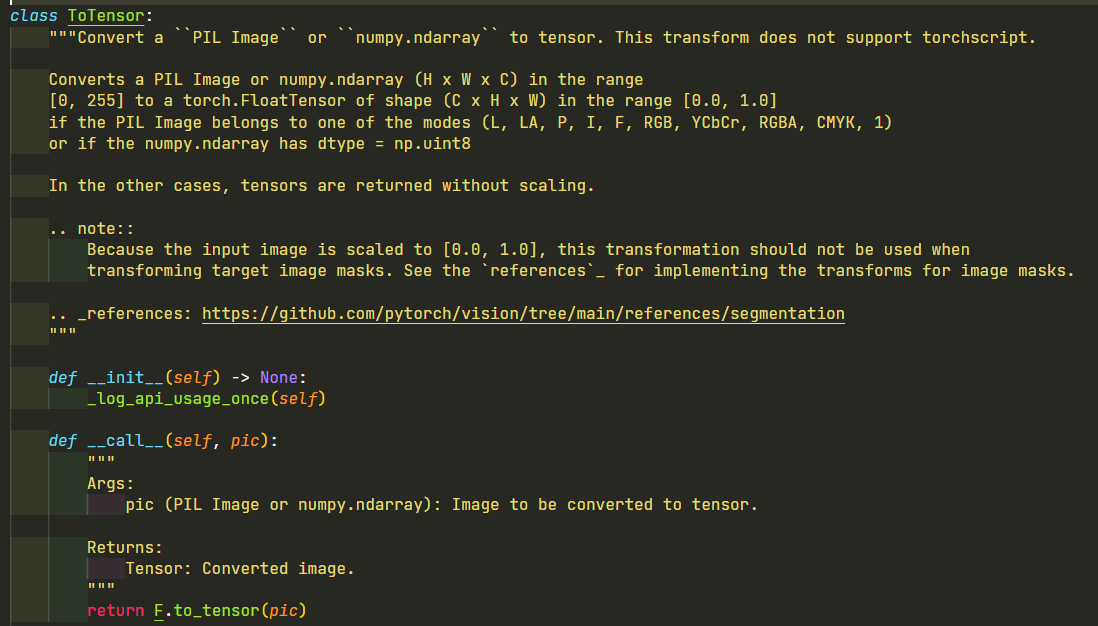 class ToTensor:
    """Convert a ``PIL Image`` or ``numpy.ndarray`` to tensor. This transform does not support torchscript.

    Converts a PIL Image or numpy.ndarray (H x W x C) in the range
    [0, 255] to a torch.FloatTensor of shape (C x H x W) in the range [0.0, 1.0]
    if the PIL Image belongs to one of the modes (L, LA, P, I, F, RGB, YCbCr, RGBA, CMYK, 1)
    or if the numpy.ndarray has dtype = np.uint8

    In the other cases, tensors are returned without scaling.

    .. note::
        Because the input image is scaled to [0.0, 1.0], this transformation should not be used when
        transforming target image masks. See the `references`_ for implementing the transforms for image masks.

    .. _references: https://github.com/pytorch/vision/tree/main/references/segmentation
    """

    def __init__(self) -> None:
        _log_api_usage_once(self)

    def __call__(self, pic):
        """
        Args:
            pic (PIL Image or numpy.ndarray): Image to be converted to tensor.

        Returns:
            Tensor: Converted image.
        """
        return F.to_tensor(pic)